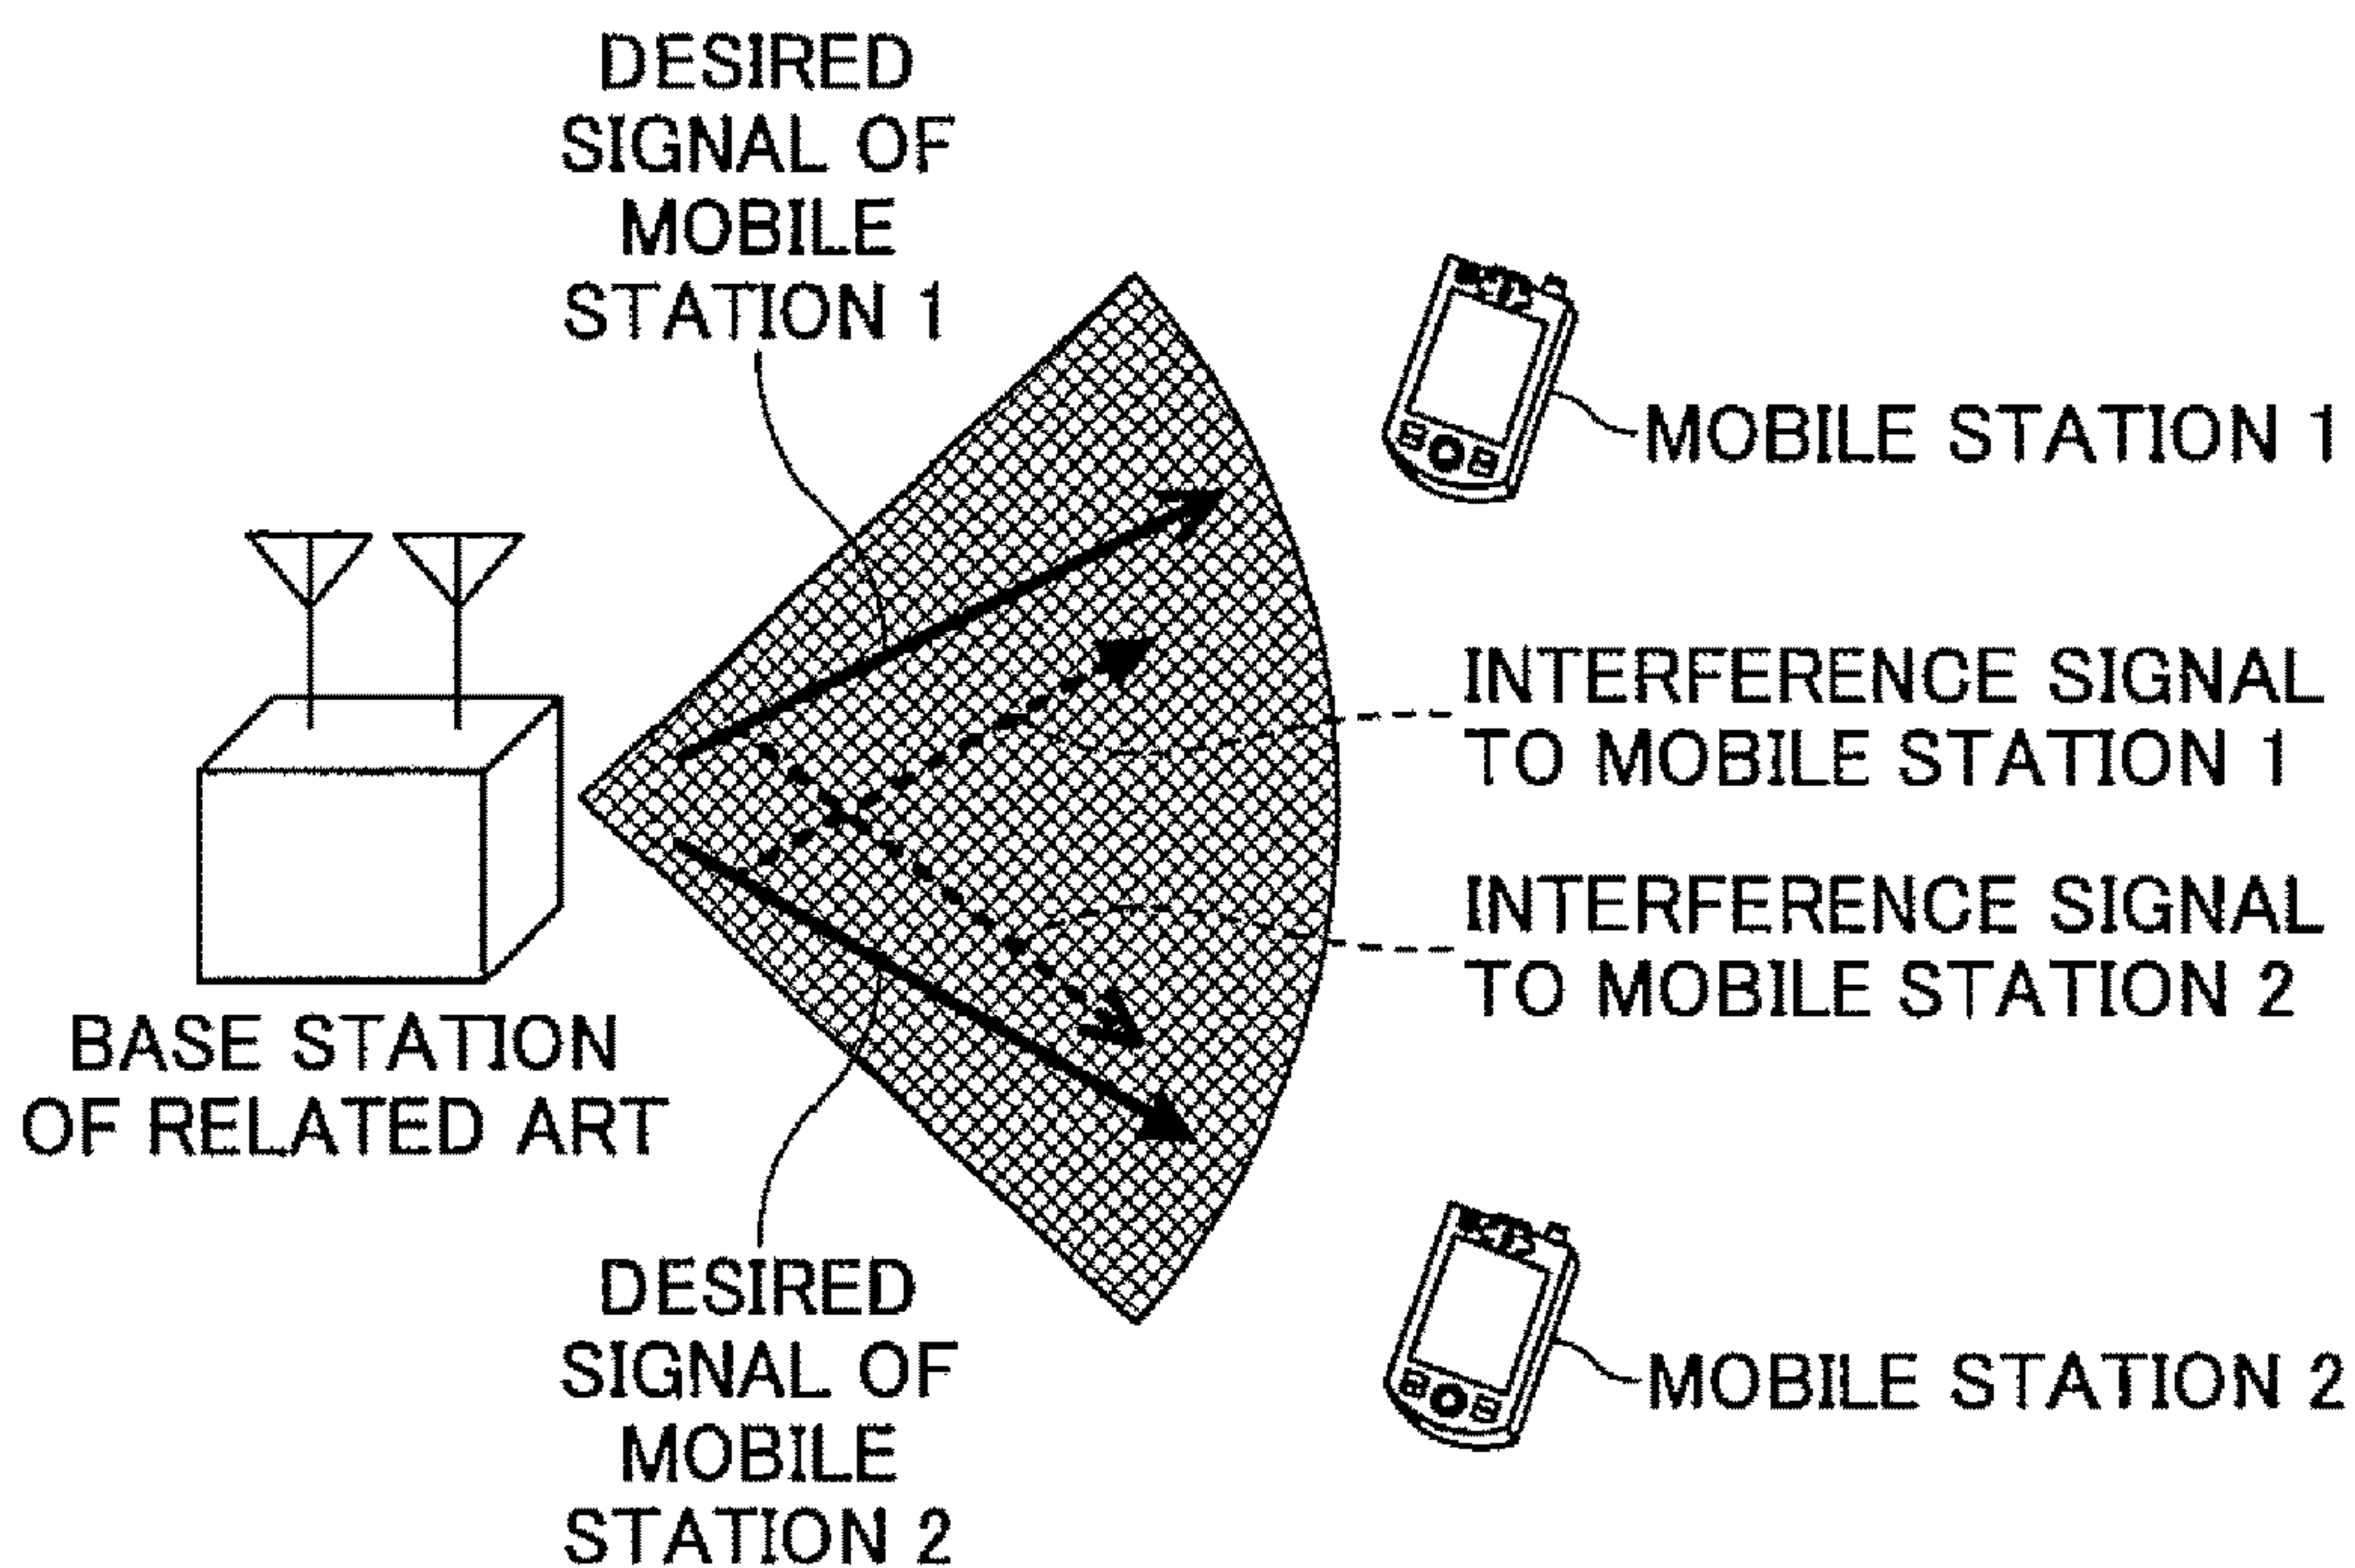 DESIRED
SIGNAL OF
MOBILE
STATION 1
MOBILE STATION 1
INTERFERENCE SIGNAL
TO MOBILE STATION 1
INTERFERENCE SIGNAL
TO MOBILE STATION 2
BASE STATION
OF RELATED ART
DESIRED
SIGNAL OF
MOBILE
STATION 2
MOBILE STATION 2